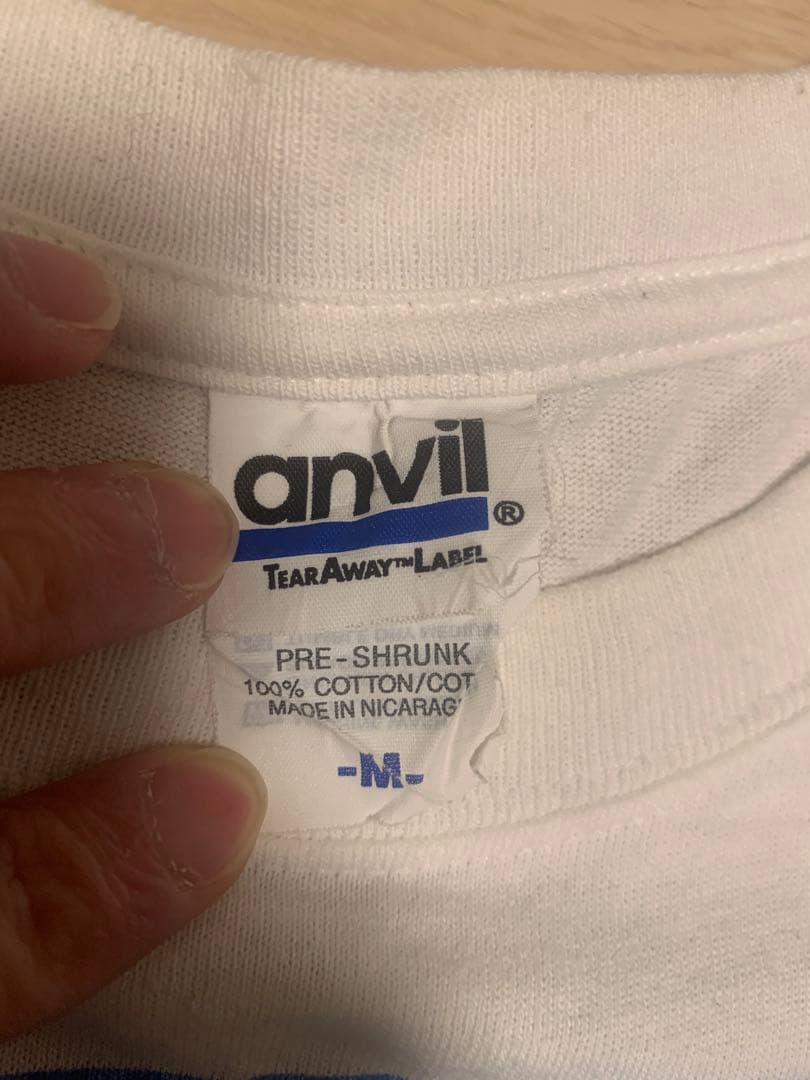 anvil®
TEARAWAY™LABEL
PRE-SHRUNK
100% COTTON/COT
MADE IN NICARAG
-M-